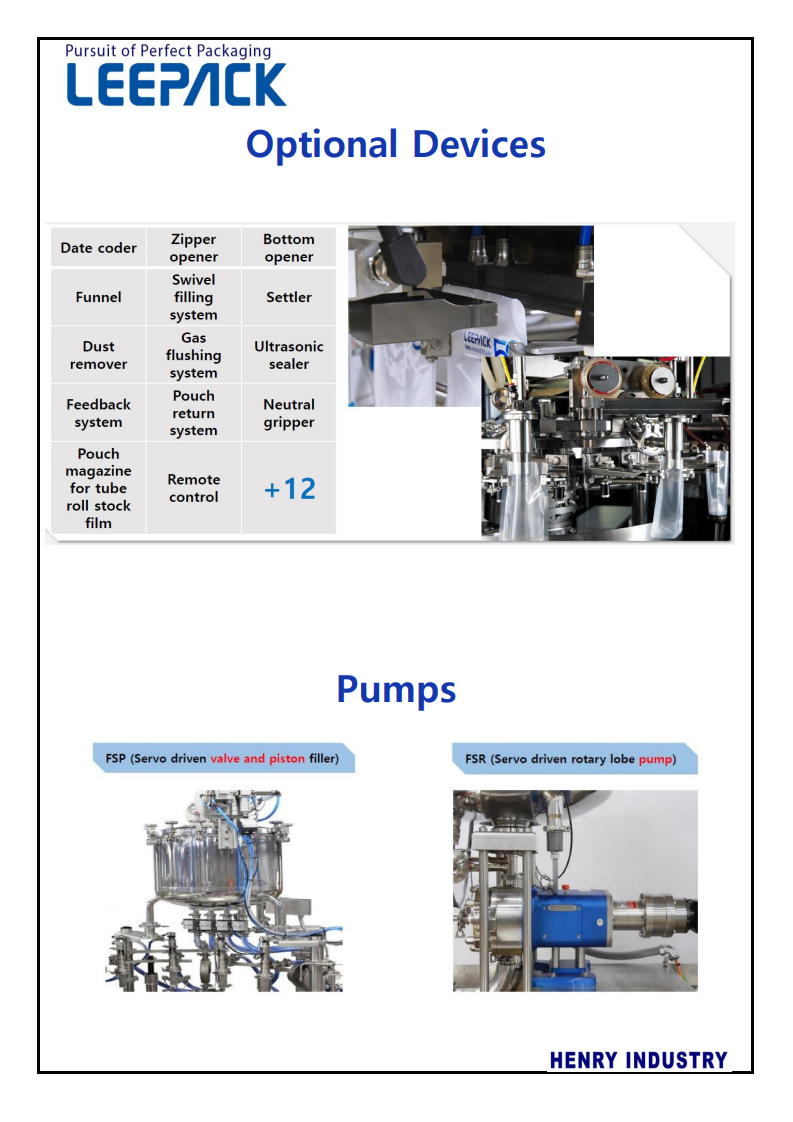 Pursuit of Perfect Packaging
LEEPACK
Optional Devices
Date coder
Zipper
opener
Bottom
opener
Funnel
Swivel
filling
system
Settler
Dust
remover
Gas
flushing
system
Ultrasonic
sealer
Feedback
system
Pouch
return
system
Neutral
gripper
Pouch
magazine
for tube
roll stock
film
Remote
control
+12
LEEPACK
Pumps
FSP (Servo driven valve and piston filler)
FSR (Servo driven rotary lobe pump)
HENRY INDUSTRY